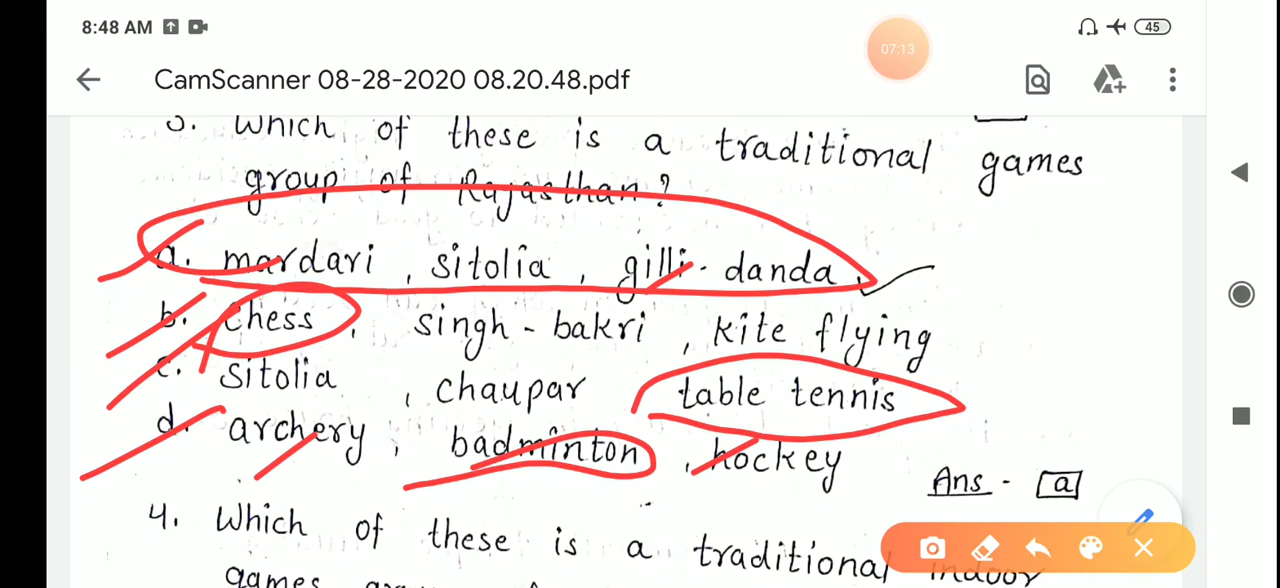 8:48 AM
45
07:13
CamScanner 08-28-2020 08.20.48.pdf
3. Which of these is a traditional games
group of Rajasthan?
a. mardari, sitolia, gilli-danda
b. chess, singh-bakri, kite flying
c. sitolia, chaupar table tennis
d. archery, badminton, hockey
Ans - a
4. Which of these is a traditional indoor
games